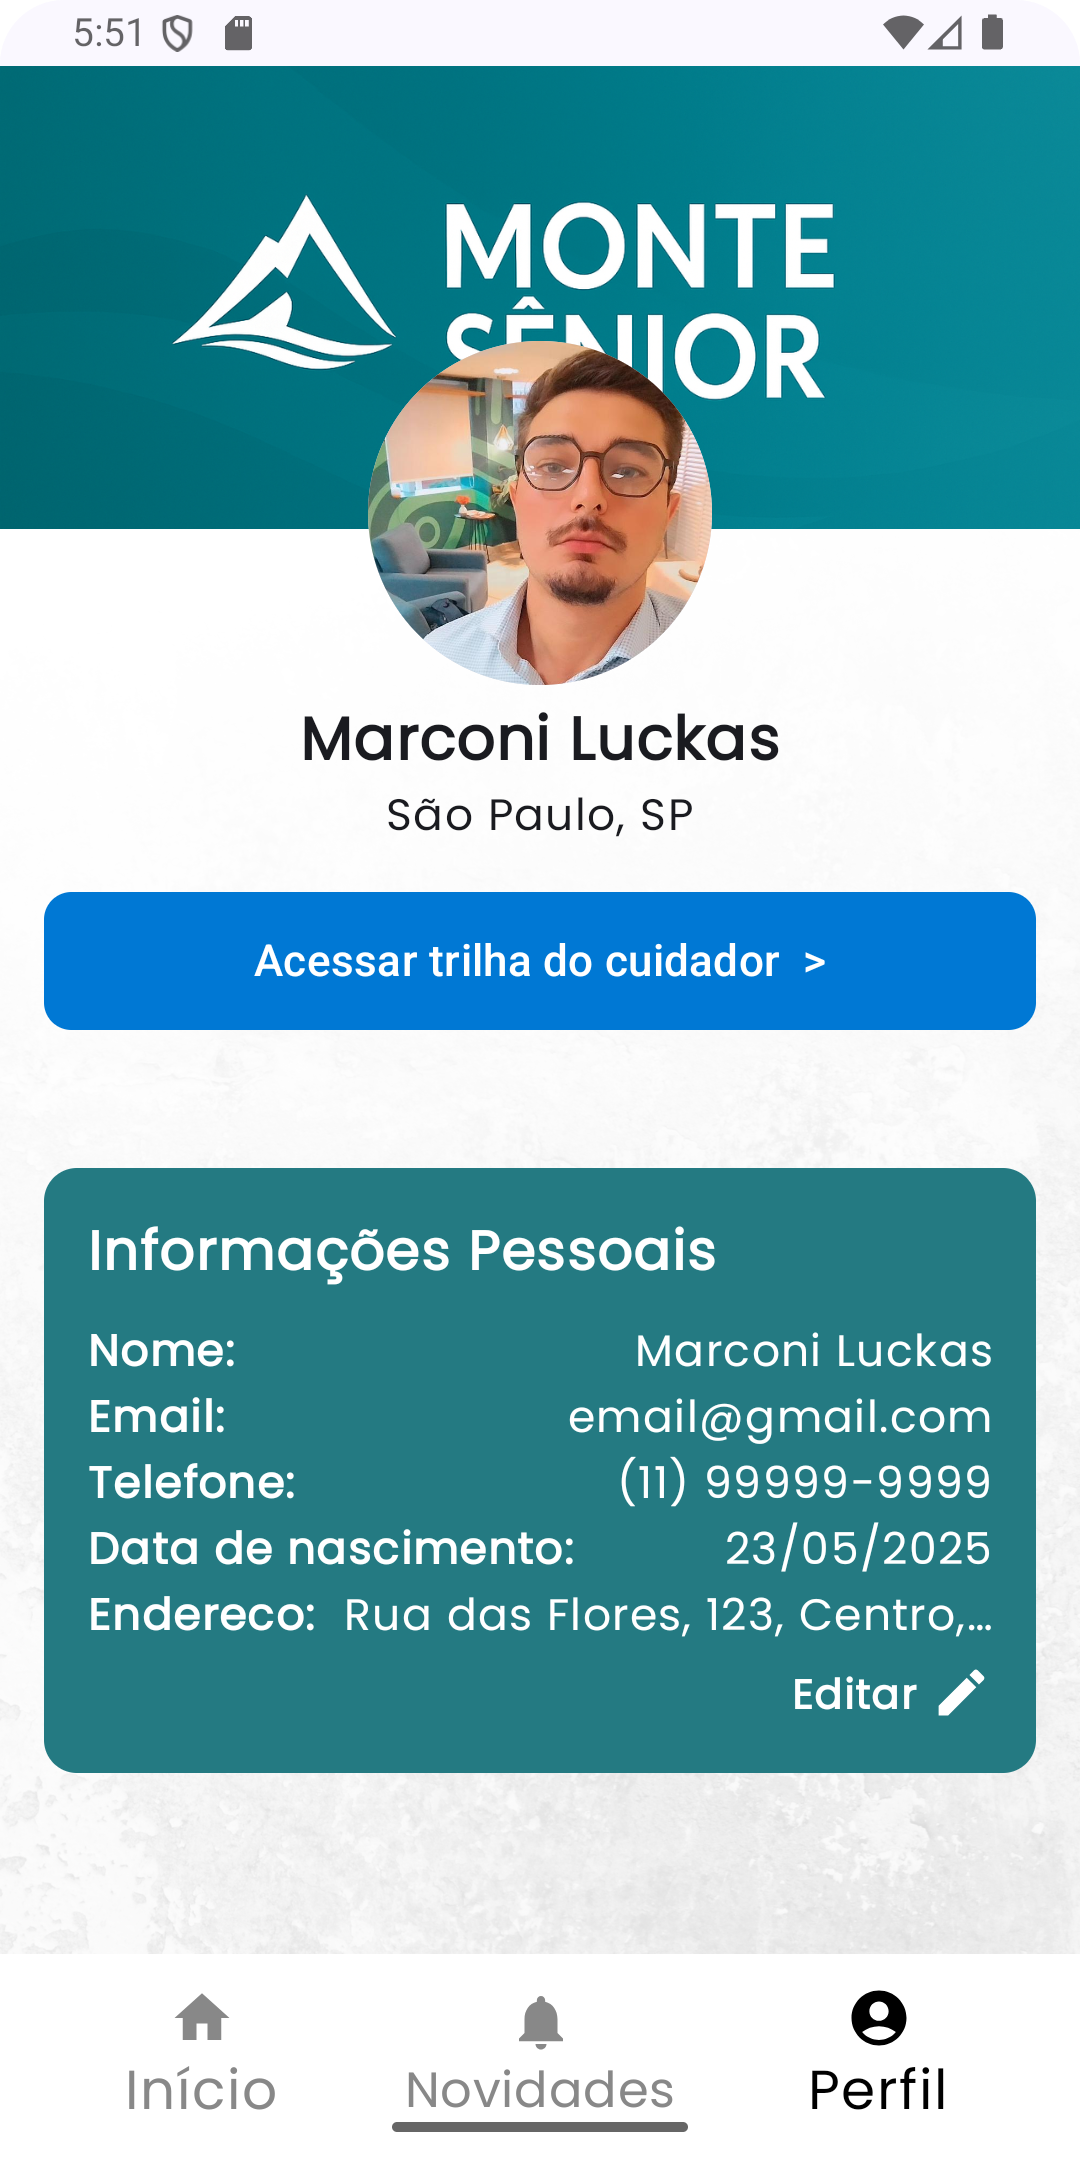 5:51
MONTE
SÊNIOR
Marconi Luckas
São Paulo, SP
Acessar trilha do cuidador >
Informações Pessoais
Nome: Marconi Luckas
Email: email@gmail.com
Telefone: (11) 99999-9999
Data de nascimento: 23/05/2025
Endereco: Rua das Flores, 123, Centro,...
Editar
Início Novidades Perfil